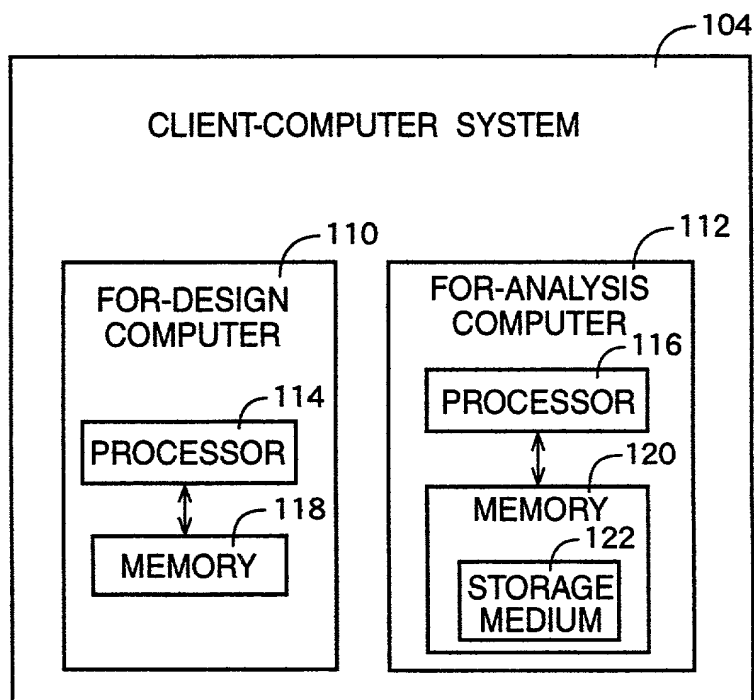 104
CLIENT-COMPUTER SYSTEM
110
FOR-DESIGN
COMPUTER
114
PROCESSOR
118
MEMORY
112
FOR-ANALYSIS
COMPUTER
116
PROCESSOR
120
MEMORY
122
STORAGE
MEDIUM